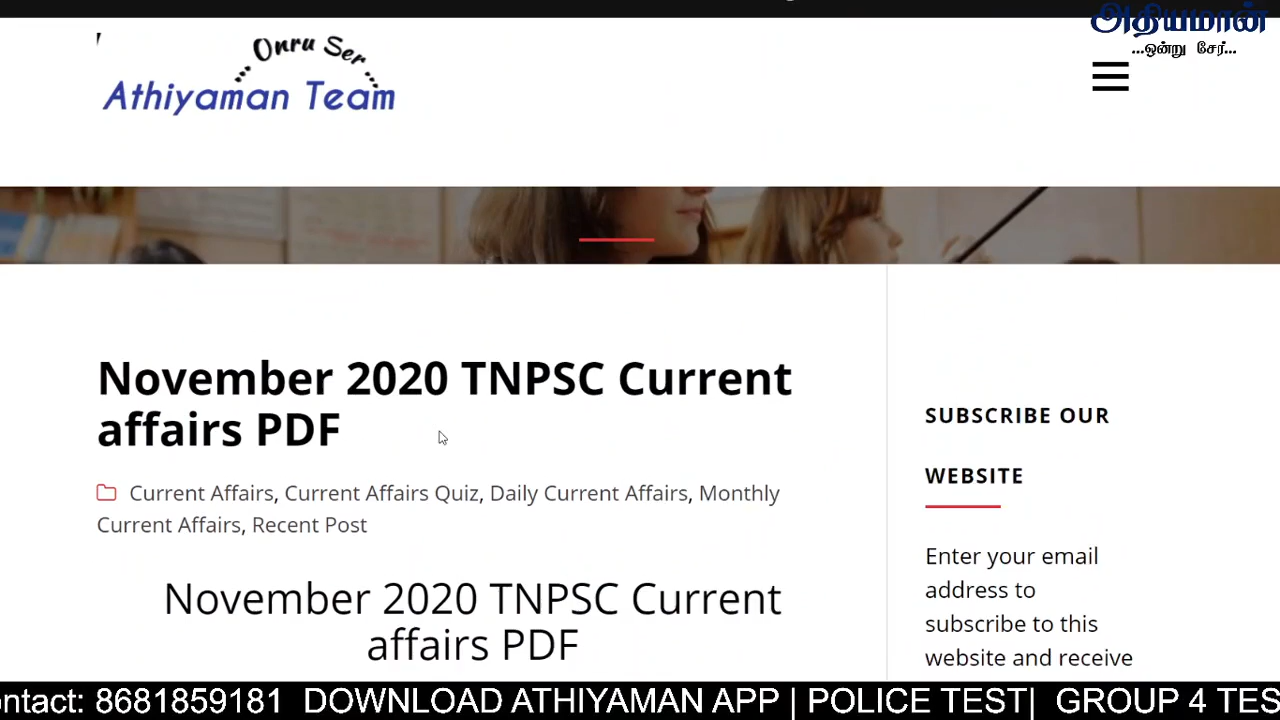 அதியமான்
...ஒன்று சேர்...
Onru Ser
Athiyaman Team
November 2020 TNPSC Current
affairs PDF
Current Affairs, Current Affairs Quiz, Daily Current Affairs, Monthly
Current Affairs, Recent Post
November 2020 TNPSC Current
affairs PDF
SUBSCRIBE OUR
WEBSITE
Enter your email
address to
subscribe to this
website and receive
ontact: 8681859181 DOWNLOAD ATHIYAMAN APP | POLICE TEST| GROUP 4 TES